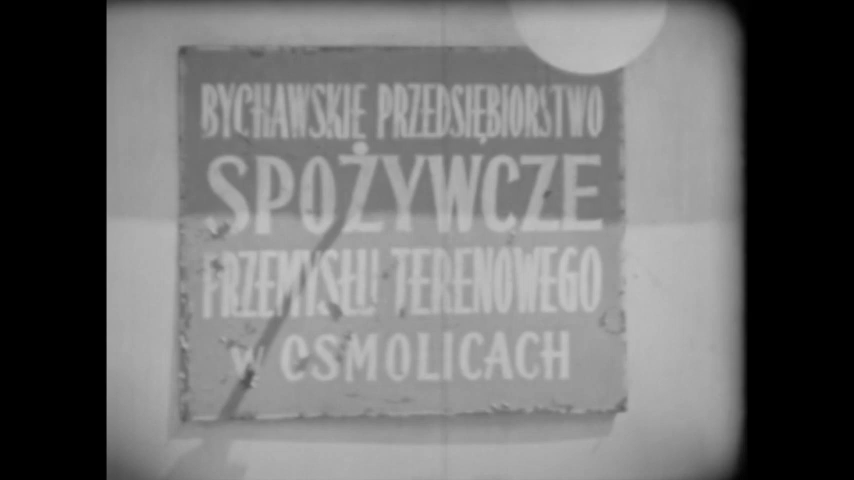 BYCHAWSKIE PRZEDSIĘBIORSTWO
SPOŻYWCZE
PRZEMYSŁU TERENOWEGO
W OSMOLICACH